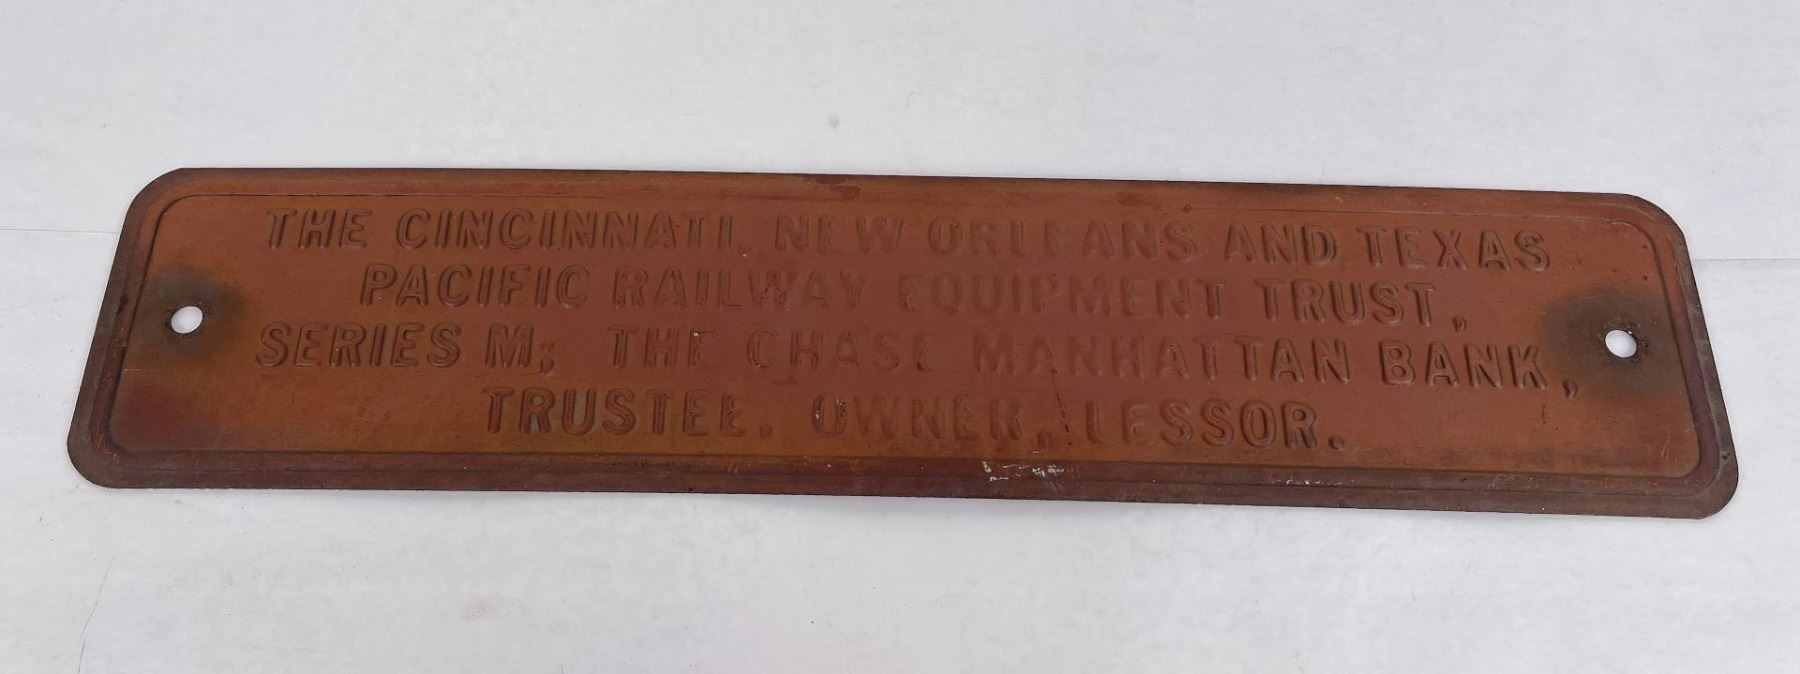 THE CINCINNATI, NEW ORLEANS AND TEXAS
PACIFIC RAILWAY EQUIPMENT TRUST,
SERIES M; THE CHASE MANHATTAN BANK,
TRUSTEE, OWNER, LESSOR.